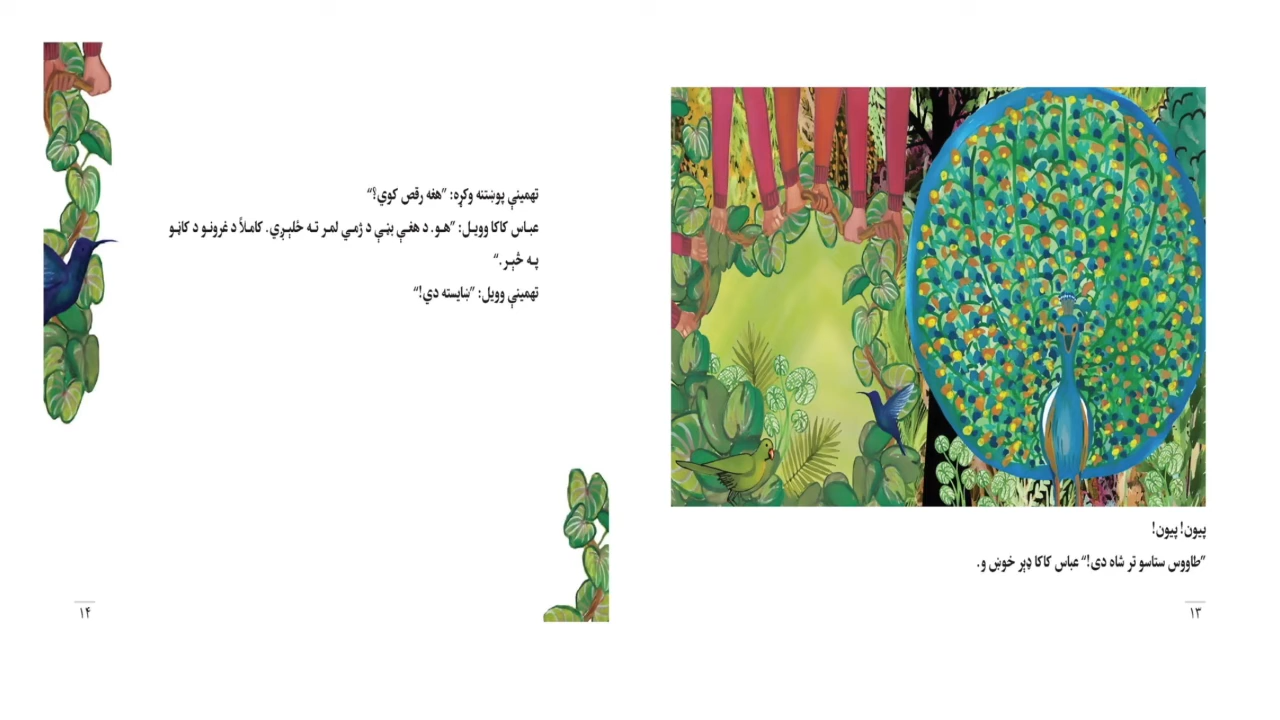 پیون! پیون!
”طاووس ستاسو تر شاه دی!“ عباس کاکا ډېر خوښ و.
۱۳
تهمینې پوښتنه وکړه: ”هغه رقص کوي؟“
عباس کاکا وویل: ”هو. د هغې بڼې د ژمي لمر ته ځلېږي. کاملاً د غرونو د کاڼو
په څېر.“
تهمینې وویل: ”ښایسته دي!“
۱۴